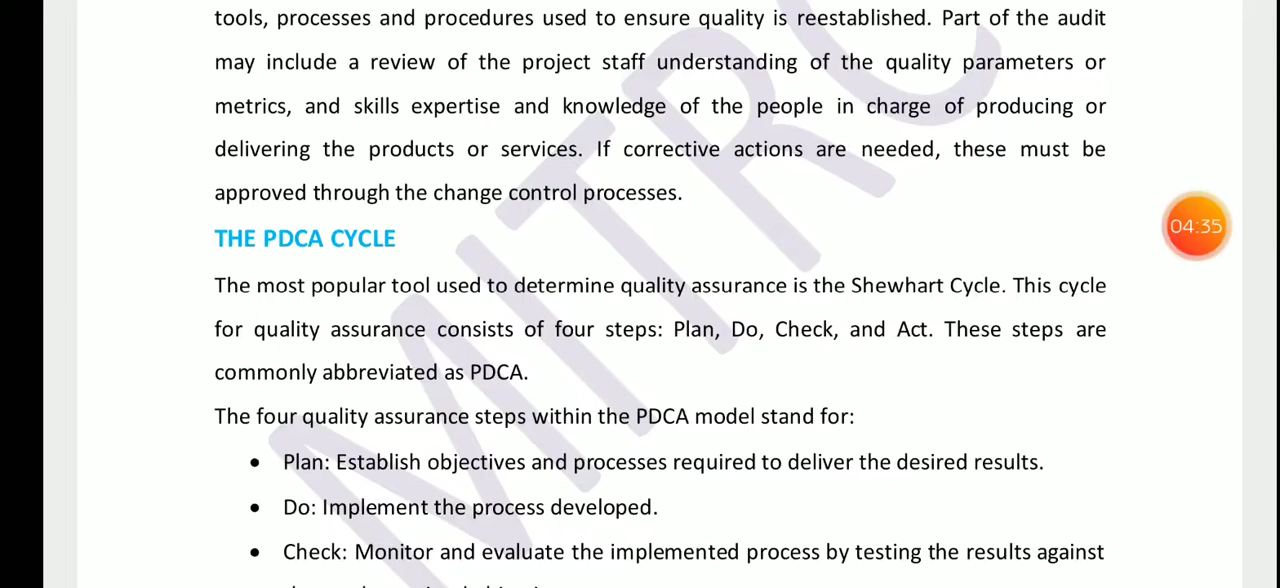 tools, processes and procedures used to ensure quality is reestablished. Part of the audit
may include a review of the project staff understanding of the quality parameters or
metrics, and skills expertise and knowledge of the people in charge of producing or
delivering the products or services. If corrective actions are needed, these must be
approved through the change control processes.
THE PDCA CYCLE
04:35
The most popular tool used to determine quality assurance is the Shewhart Cycle. This cycle
for quality assurance consists of four steps: Plan, Do, Check, and Act. These steps are
commonly abbreviated as PDCA.
The four quality assurance steps within the PDCA model stand for:
• Plan: Establish objectives and processes required to deliver the desired results.
• Do: Implement the process developed.
• Check: Monitor and evaluate the implemented process by testing the results against
MITRC